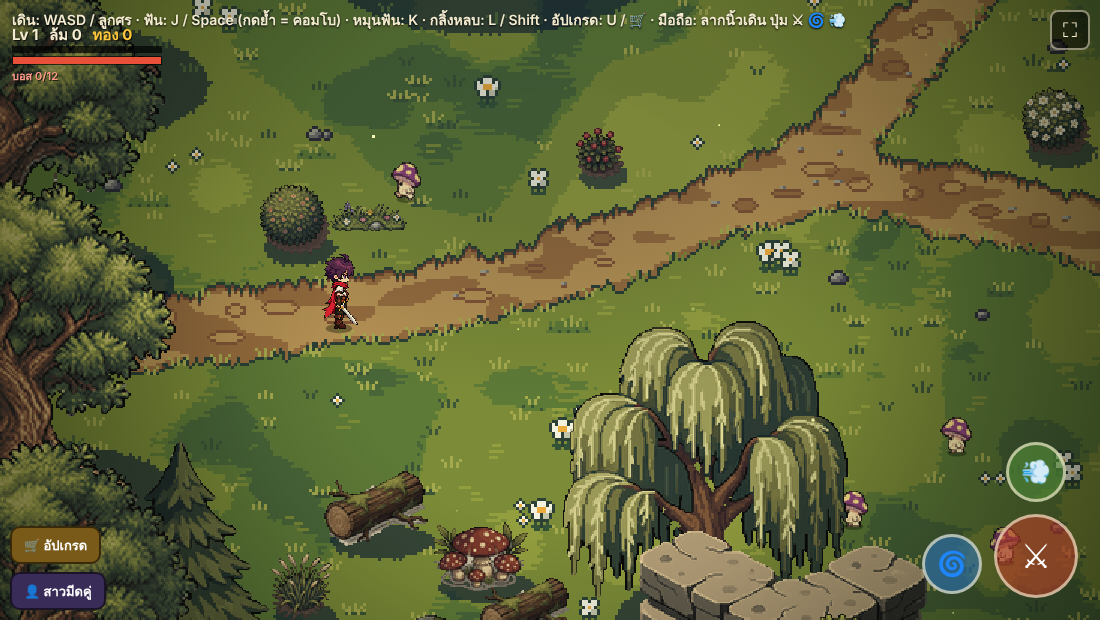 เดิน: WASD / ลูกศร · ฟัน: J / Space (กดย้ำ = คอมโบ) · หมุนฟัน: K · กลิ้งหลบ: L / Shift · อัปเกรด: U / 🛒 · มือถือ: ลากนิ้วเดิน ปุ่ม ⚔ 🌀 💨
Lv 1 ล้ม 0 ทอง 0
บอส 0/12
🛒 อัปเกรด
👤 สาวมีดคู่